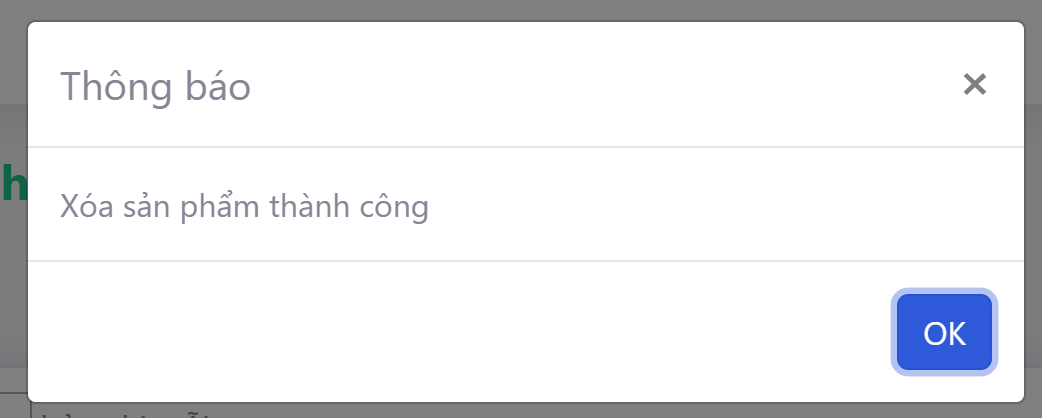 Thông báo
×
Xóa sản phẩm thành công
OK